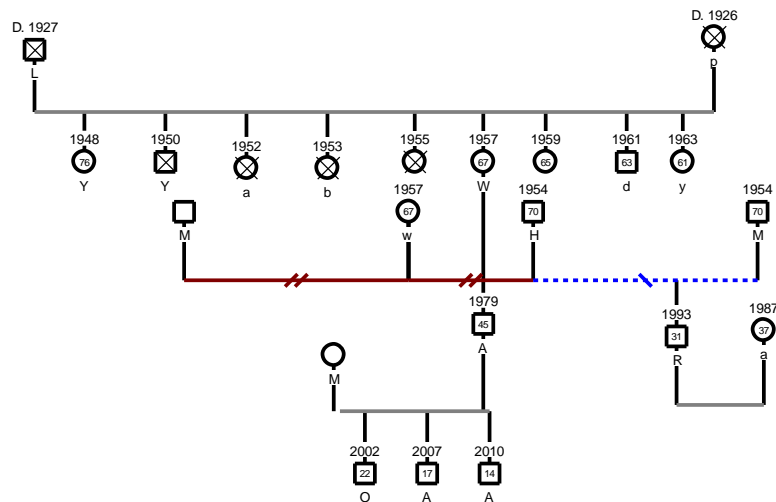 D. 1927
D. 1926
L
p
1948
1950
1952
1953
1955
1957
1959
1961
1963
76
67
65
63
61
Y
Y
a
b
W
d
y
1957
1954
1954
67
70
70
M
w
H
M
1979
45
A
1993
1987
31
37
R
a
M
2002
2007
2010
22
17
14
O
A
A